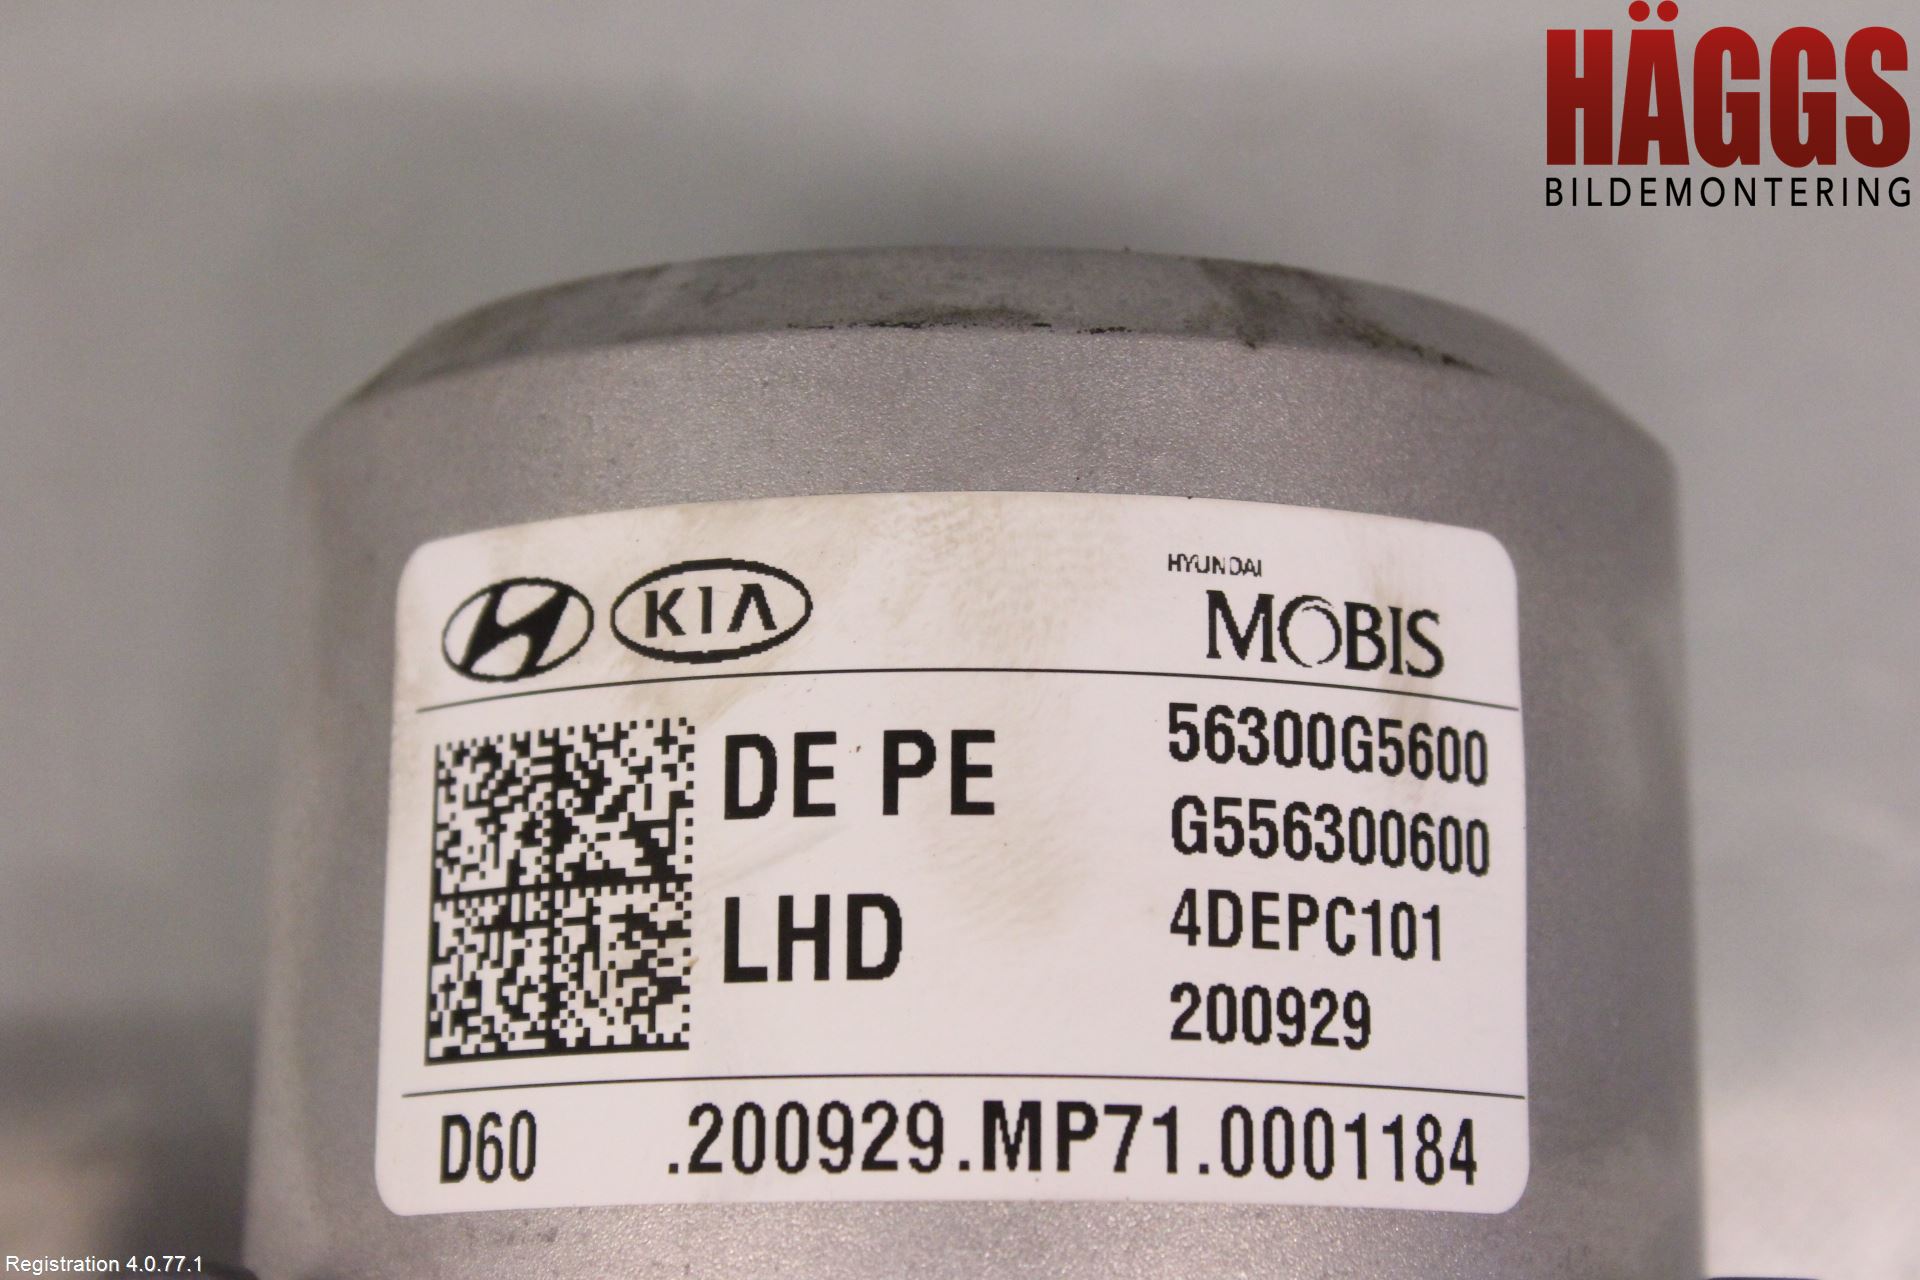 HÄGGS
BILDEMONTERING
KIA
HYUNDAI
MOBIS
DE PE
LHD
56300G5600
G556300600
4DEPC101
200929
D60 .200929.MP71.0001184
Registration 4.0.77.1